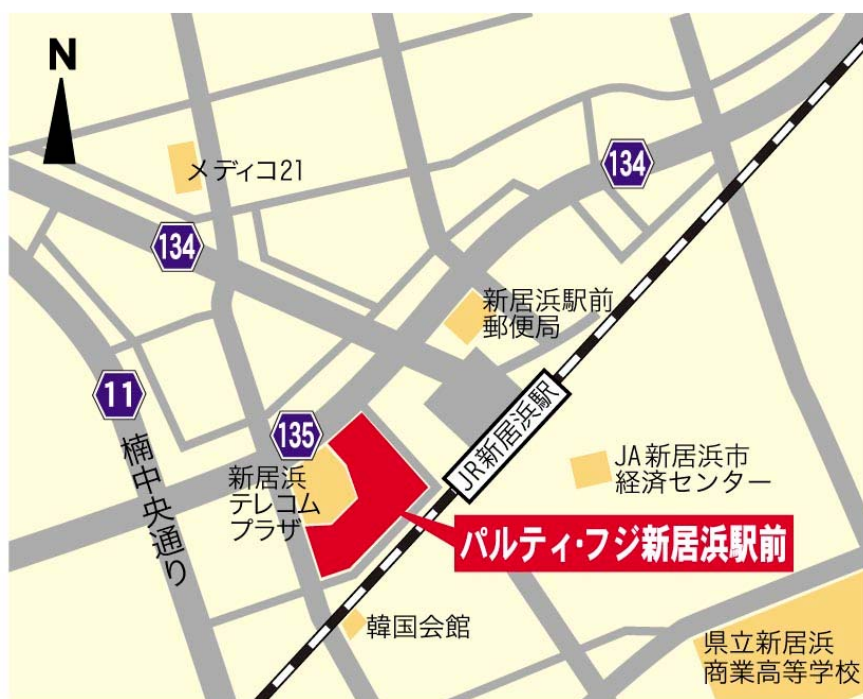 N
メディコ21
134
134
新居浜駅前
郵便局
11
135
JR新居浜駅
新居浜
テレコム
プラザ
JA新居浜市
経済センター
楠中央通り
パルティ・フジ新居浜駅前
韓国会館
県立新居浜
商業高等学校